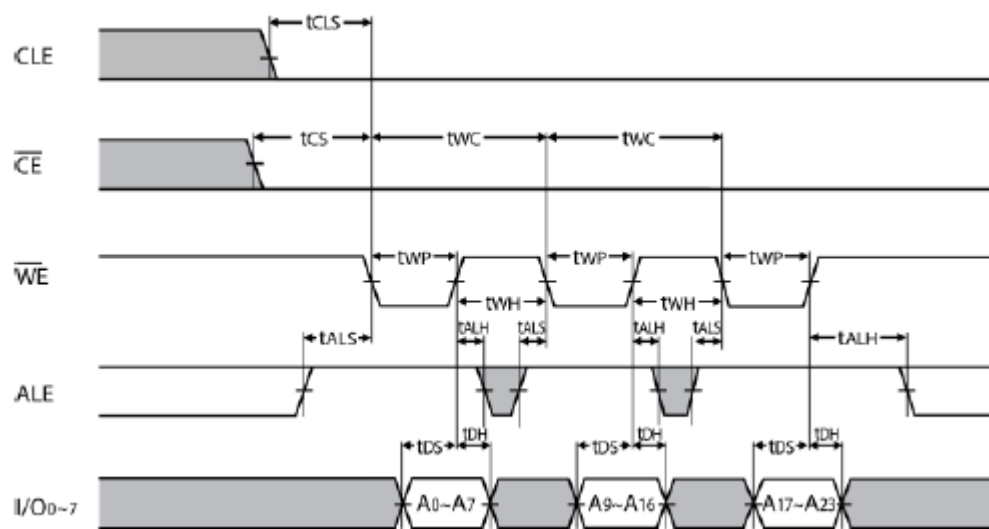 tCLS
CLE
tCS tWC tWC
CE
tWP tWP tWP
WE
tWH tWH
tALS tALH tALS tALH tALS tALH
ALE
tDS tDH tDS tDH tDS tDH
I/O0~7 A0~A7 A9~A16 A17~A23